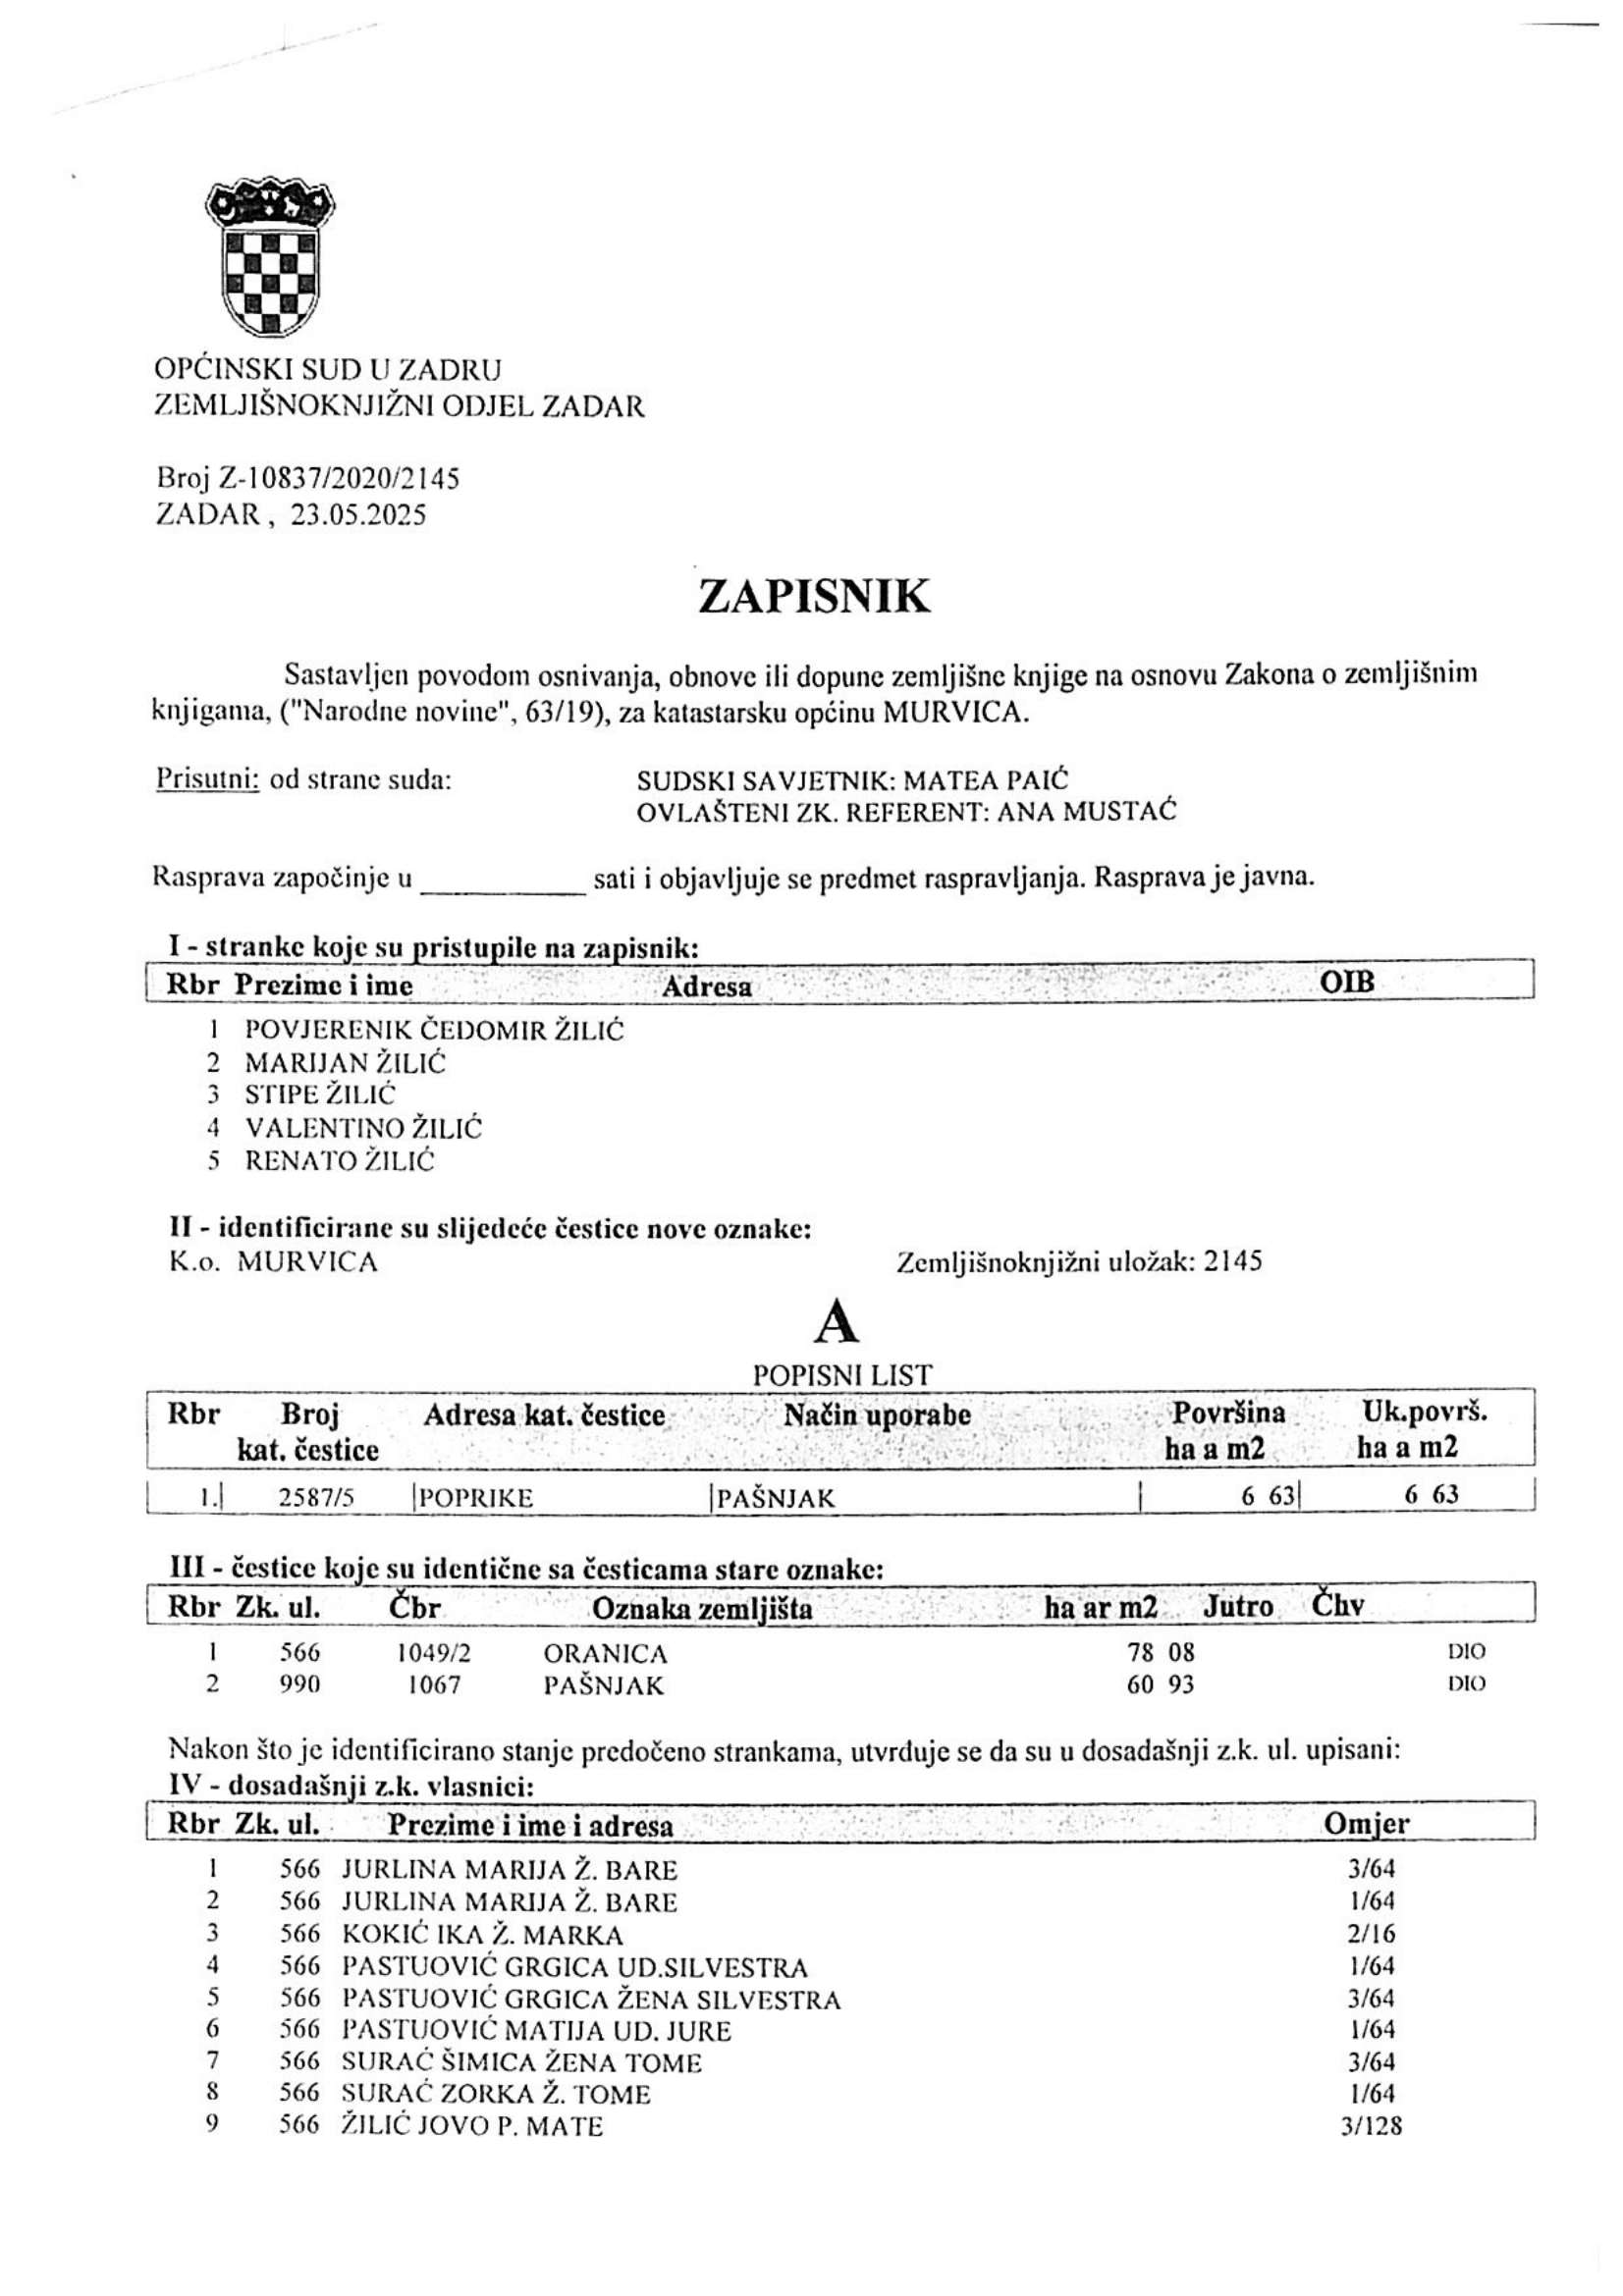 OPĆINSKI SUD U ZADRU
ZEMLJIŠNOKNJIŽNI ODJEL ZADAR
Broj Z-10837/2020/2145
ZADAR , 23.05.2025
ZAPISNIK
Sastavljen povodom osnivanja, obnove ili dopune zemljišne knjige na osnovu Zakona o zemljišnim
knjigama, ("Narodne novine", 63/19), za katastarsku općinu MURVICA.
Prisutni: od strane suda: SUDSKI SAVJETNIK: MATEA PAIĆ
OVLAŠTENI ZK. REFERENT: ANA MUSTAĆ
Rasprava započinje u ____________ sati i objavljuje se predmet raspravljanja. Rasprava je javna.
I - stranke koje su pristupile na zapisnik:
Rbr Prezime i ime Adresa OIB
1 POVJERENIK ČEDOMIR ŽILIĆ
2 MARIJAN ŽILIĆ
3 STIPE ŽILIĆ
4 VALENTINO ŽILIĆ
5 RENATO ŽILIĆ
II - identificirane su slijedeće čestice nove oznake:
K.o. MURVICA Zemljišnoknjižni uložak: 2145
A
POPISNI LIST
Rbr Broj Adresa kat. čestice Način uporabe Površina Uk.površ.
kat. čestice ha a m2 ha a m2
1. 2587/5 POPRIKE PAŠNJAK 6 63 6 63
III - čestice koje su identične sa česticama stare oznake:
Rbr Zk. ul. Čbr Oznaka zemljišta ha ar m2 Jutro Čhv
1 566 1049/2 ORANICA 78 08 DIO
2 990 1067 PAŠNJAK 60 93 DIO
Nakon što je identificirano stanje predočeno strankama, utvrđuje se da su u dosadašnji z.k. ul. upisani:
IV - dosadašnji z.k. vlasnici:
Rbr Zk. ul. Prezime i ime i adresa Omjer
1 566 JURLINA MARIJA Ž. BARE 3/64
2 566 JURLINA MARIJA Ž. BARE 1/64
3 566 KOKIĆ IKA Ž. MARKA 2/16
4 566 PASTUOVIĆ GRGICA UD.SILVESTRA 1/64
5 566 PASTUOVIĆ GRGICA ŽENA SILVESTRA 3/64
6 566 PASTUOVIĆ MATIJA UD. JURE 1/64
7 566 SURAĆ ŠIMICA ŽENA TOME 3/64
8 566 SURAĆ ZORKA Ž. TOME 1/64
9 566 ŽILIĆ JOVO P. MATE 3/128